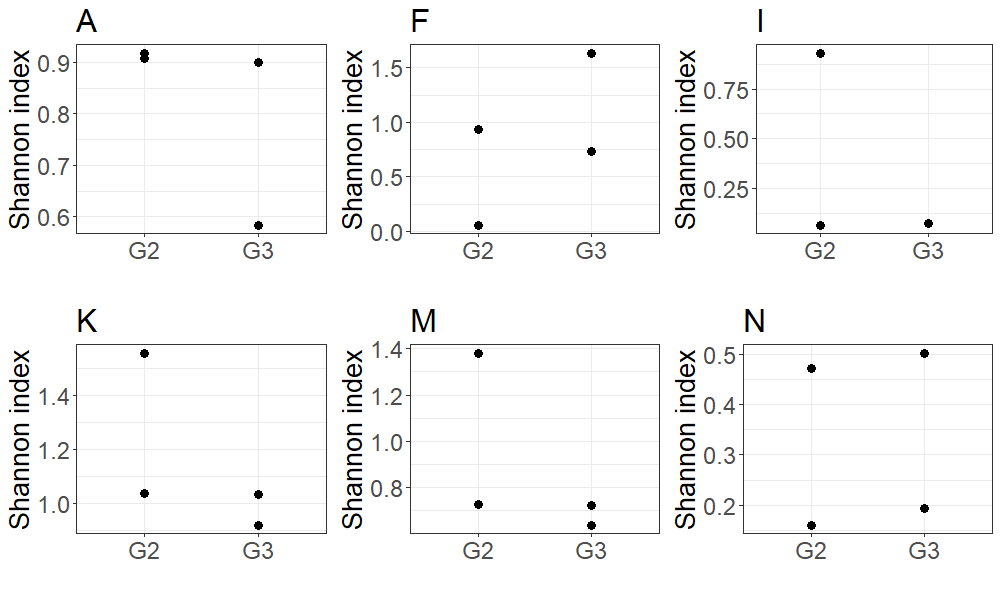 A
F
I
Shannon index
0.9
0.8
0.7
0.6
G2
G3
Shannon index
1.5
1.0
0.5
0.0
G2
G3
Shannon index
0.75
0.50
0.25
G2
G3
K
M
N
Shannon index
1.4
1.2
1.0
G2
G3
Shannon index
1.4
1.2
1.0
0.8
G2
G3
Shannon index
0.5
0.4
0.3
0.2
G2
G3